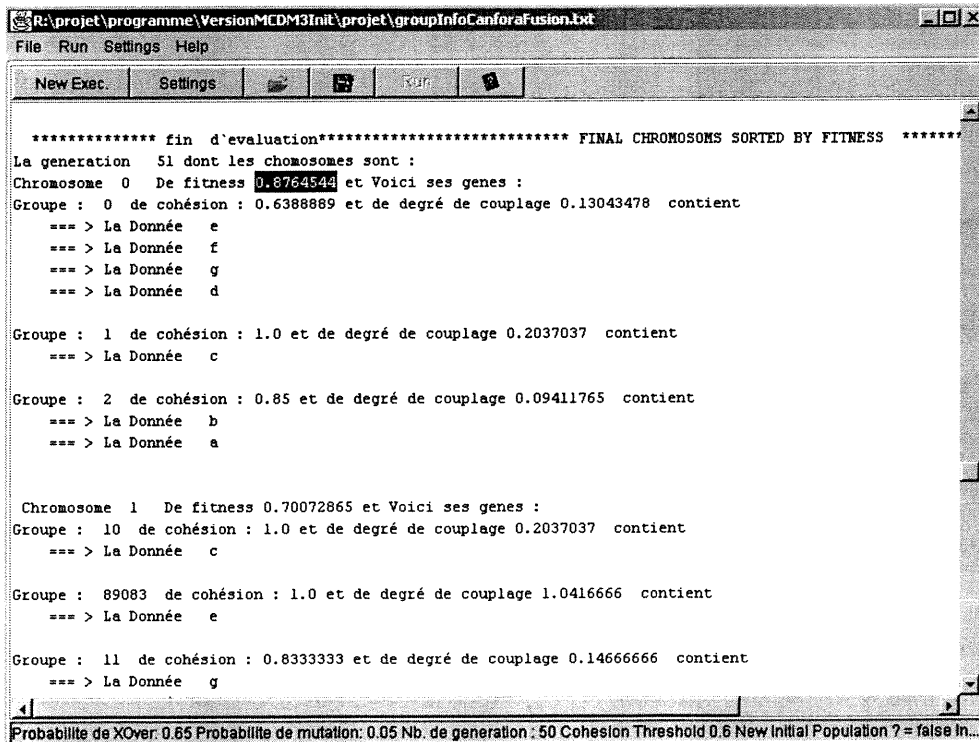 R:\projet\programme\VersionMCDM3Init\projet\groupInfoCanforaFusion.txt
File Run Settings Help
New Exec. Settings Run
************** fin d`evaluation**************************** FINAL CHROMOSOMS SORTED BY FITNESS *******
La generation 51 dont les chomosomes sont :
Chromosome 0 De fitness 0.8764544 et Voici ses genes :
Groupe : 0 de cohésion : 0.6388889 et de degré de couplage 0.13043478 contient
=== > La Donnée e
=== > La Donnée f
=== > La Donnée g
=== > La Donnée d
Groupe : 1 de cohésion : 1.0 et de degré de couplage 0.2037037 contient
=== > La Donnée c
Groupe : 2 de cohésion : 0.85 et de degré de couplage 0.09411765 contient
=== > La Donnée b
=== > La Donnée a
Chromosome 1 De fitness 0.70072865 et Voici ses genes :
Groupe : 10 de cohésion : 1.0 et de degré de couplage 0.2037037 contient
=== > La Donnée c
Groupe : 89083 de cohésion : 1.0 et de degré de couplage 1.0416666 contient
=== > La Donnée e
Groupe : 11 de cohésion : 0.8333333 et de degré de couplage 0.14666666 contient
=== > La Donnée g
Probabilite de XOver: 0.65 Probabilite de mutation: 0.05 Nb. de generation : 50 Cohesion Threshold 0.6 New Initial Population ? = false In...